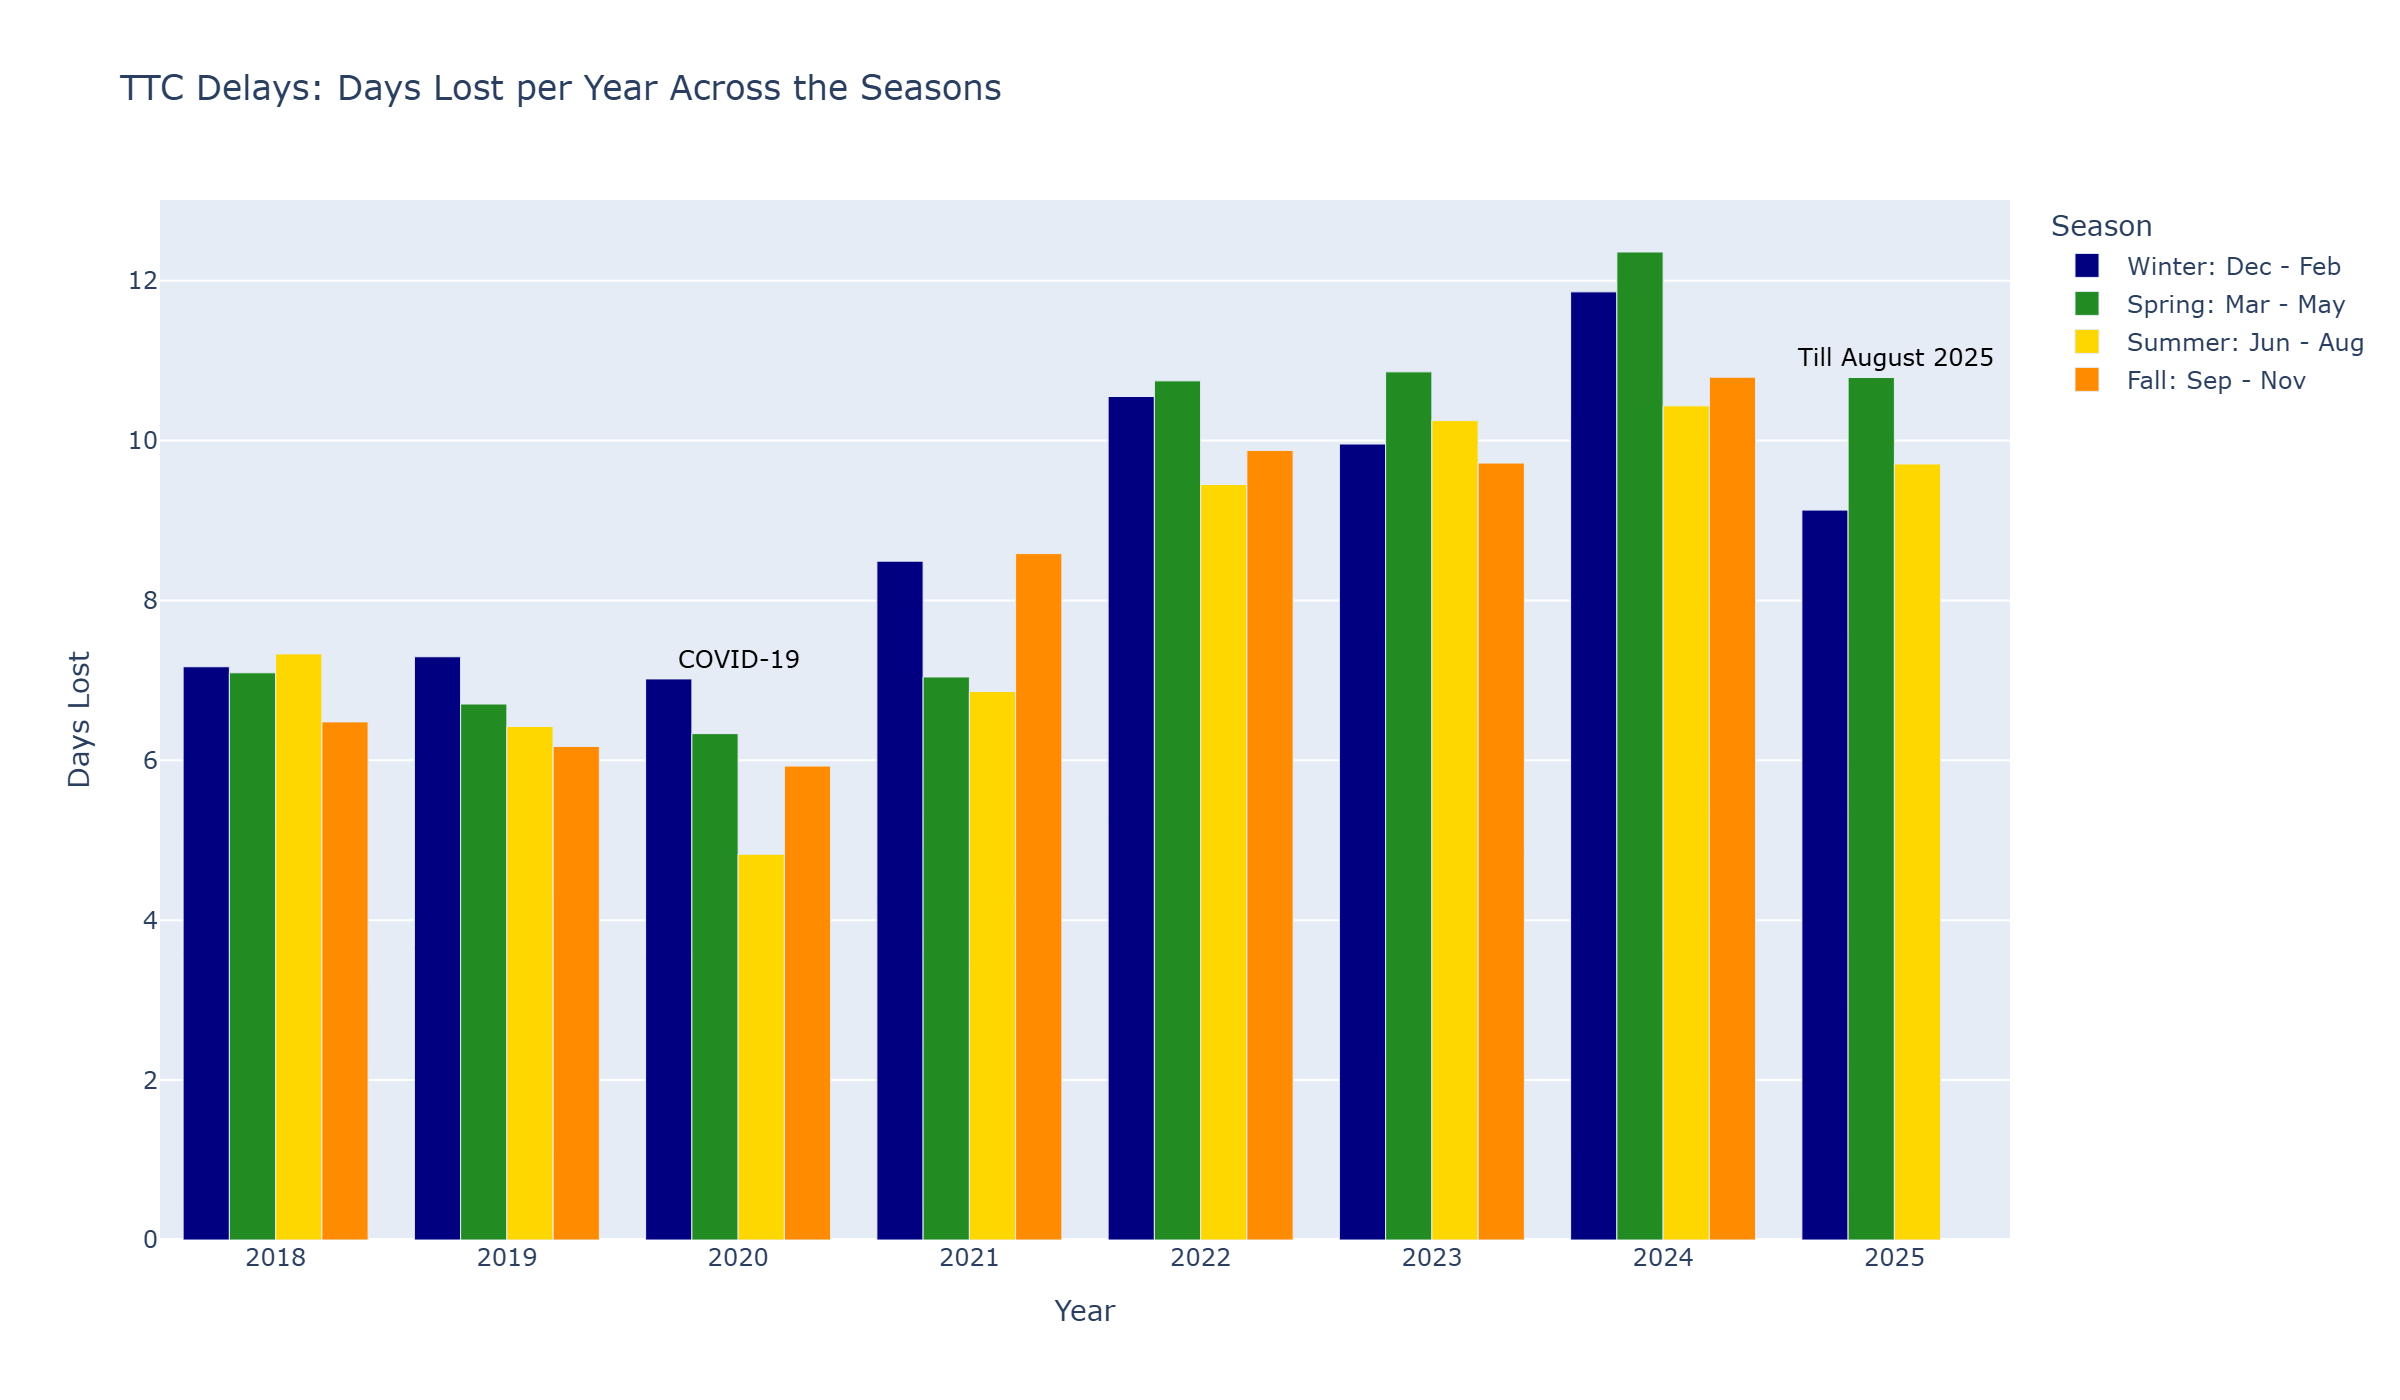 TTC Delays: Days Lost per Year Across the Seasons
Season
Winter: Dec - Feb
Spring: Mar - May
Summer: Jun - Aug
Fall: Sep - Nov
Days Lost
12
10
8
6
4
2
0
COVID-19
Till August 2025
2018
2019
2020
2021
2022
2023
2024
2025
Year